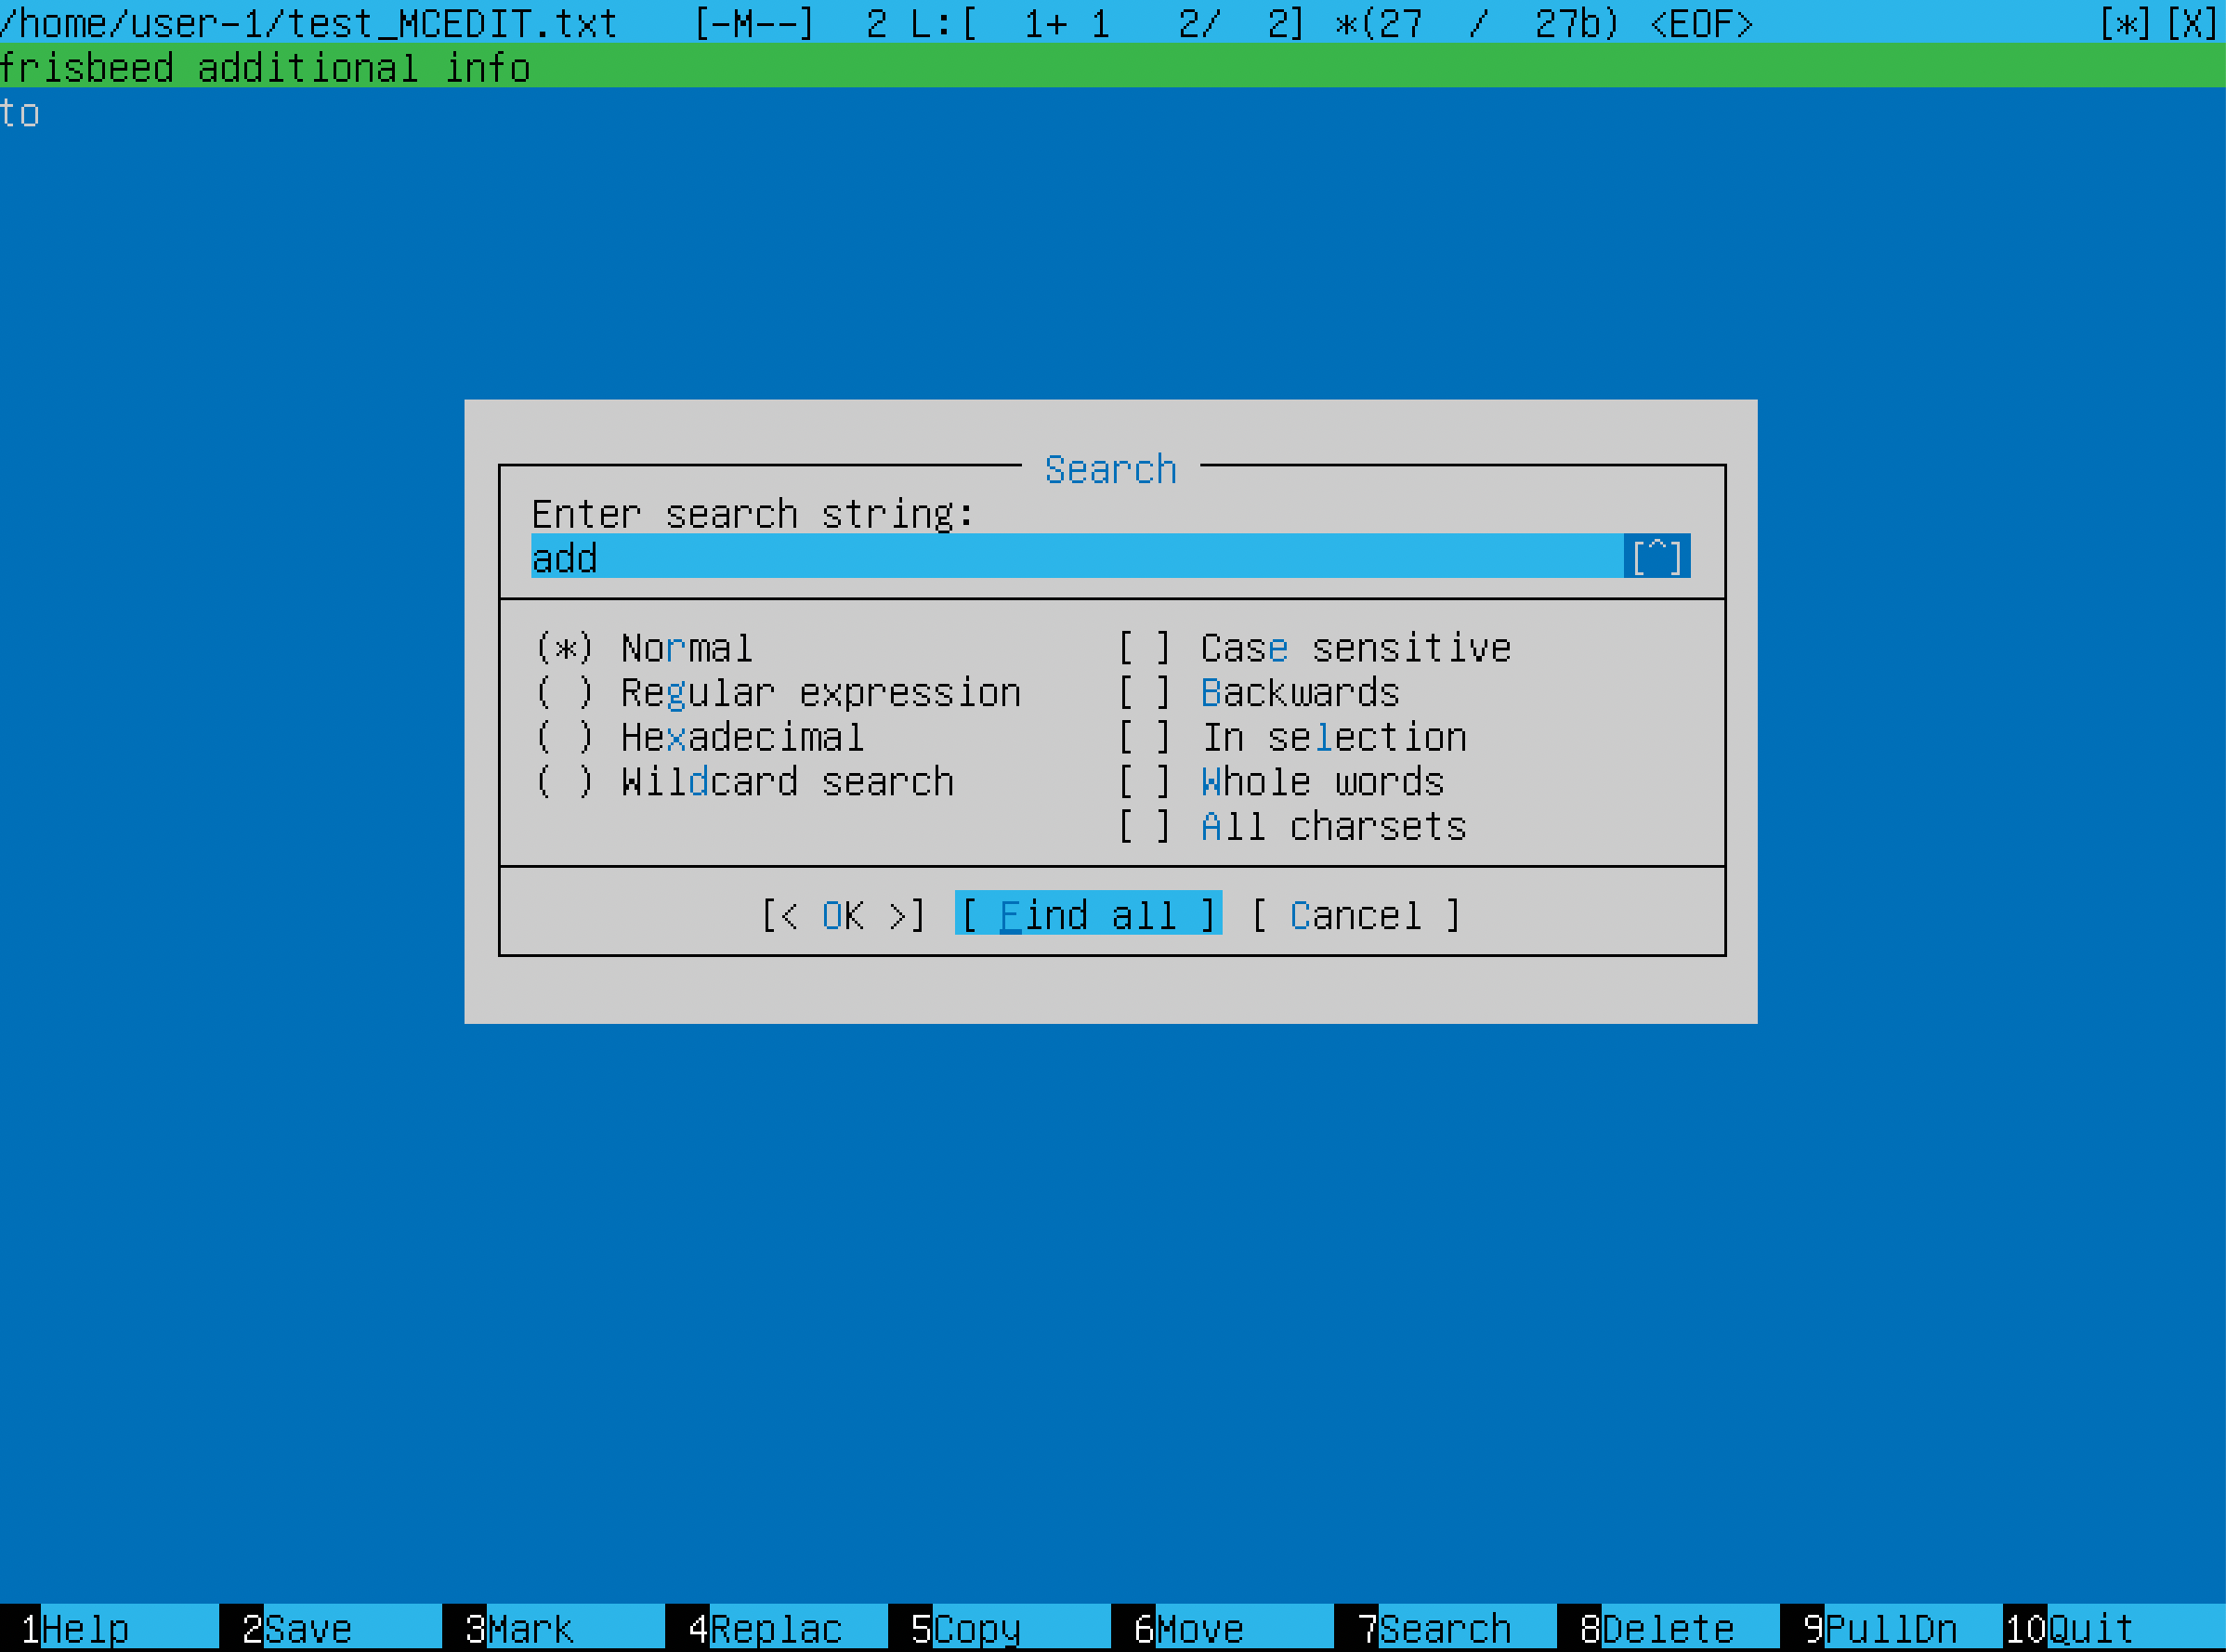 /home/user-1/test_MCEDIT.txt [-M--] 2 L:[ 1+ 1 2/ 2] *(27 / 27b) <EOF> [*][X]
frisbeed additional info
to
Search
Enter search string:
add [^]
(*) Normal [ ] Case sensitive
( ) Regular expression [ ] Backwards
( ) Hexadecimal [ ] In selection
( ) Wildcard search [ ] Whole words
[ ] All charsets
[< OK >] [ Find all ] [ Cancel ]
1Help 2Save 3Mark 4Replac 5Copy 6Move 7Search 8Delete 9PullDn 10Quit